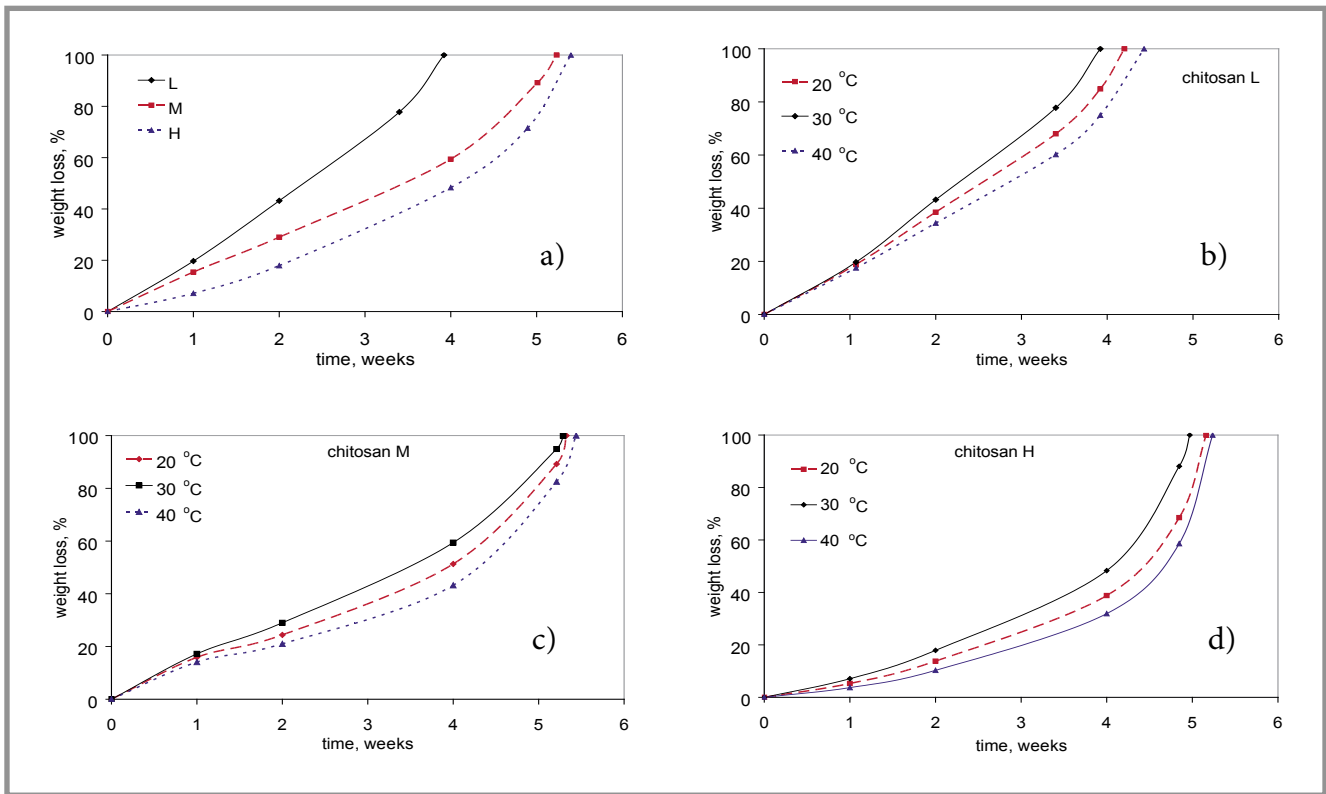 100
80
60
40
20
0
weight loss, %
L
M
H
a)
0 1 2 3 4 5 6
time, weeks
100
80
60
40
20
0
weight loss, %
chitosan L
20 °C
30 °C
40 °C
b)
0 1 2 3 4 5 6
time, weeks
100
80
60
40
20
0
weight loss, %
chitosan M
20 °C
30 °C
40 °C
c)
0 1 2 3 4 5 6
time, weeks
100
80
60
40
20
0
weight loss, %
chitosan H
20 °C
30 °C
40 °C
d)
0 1 2 3 4 5 6
time, weeks